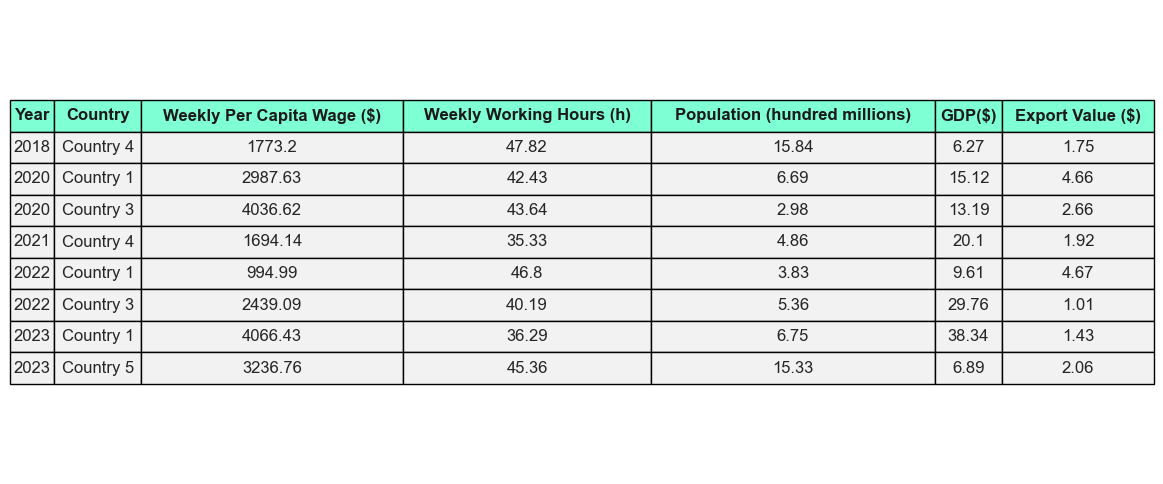 Year Country Weekly Per Capita Wage ($) Weekly Working Hours (h) Population (hundred millions) GDP($) Export Value ($)
2018 Country 4 1773.2 47.82 15.84 6.27 1.75
2020 Country 1 2987.63 42.43 6.69 15.12 4.66
2020 Country 3 4036.62 43.64 2.98 13.19 2.66
2021 Country 4 1694.14 35.33 4.86 20.1 1.92
2022 Country 1 994.99 46.8 3.83 9.61 4.67
2022 Country 3 2439.09 40.19 5.36 29.76 1.01
2023 Country 1 4066.43 36.29 6.75 38.34 1.43
2023 Country 5 3236.76 45.36 15.33 6.89 2.06